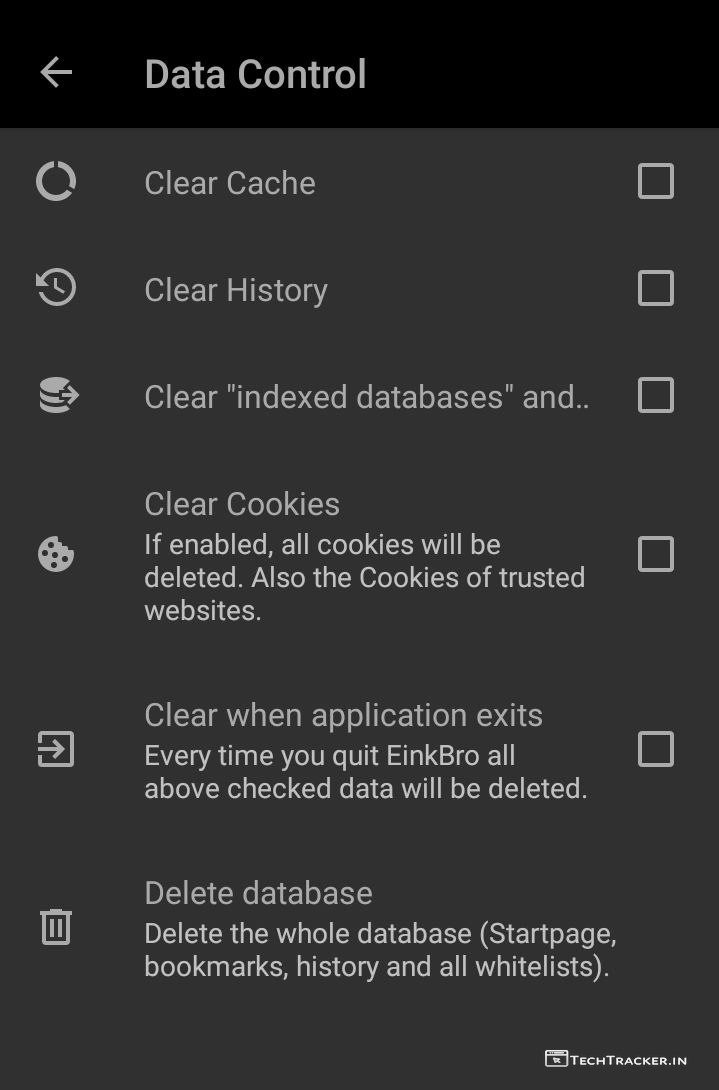 Data Control
Clear Cache
Clear History
Clear "indexed databases" and..
Clear Cookies
If enabled, all cookies will be
deleted. Also the Cookies of trusted
websites.
Clear when application exits
Every time you quit EinkBro all
above checked data will be deleted.
Delete database
Delete the whole database (Startpage,
bookmarks, history and all whitelists).
TECHTRACKER.IN